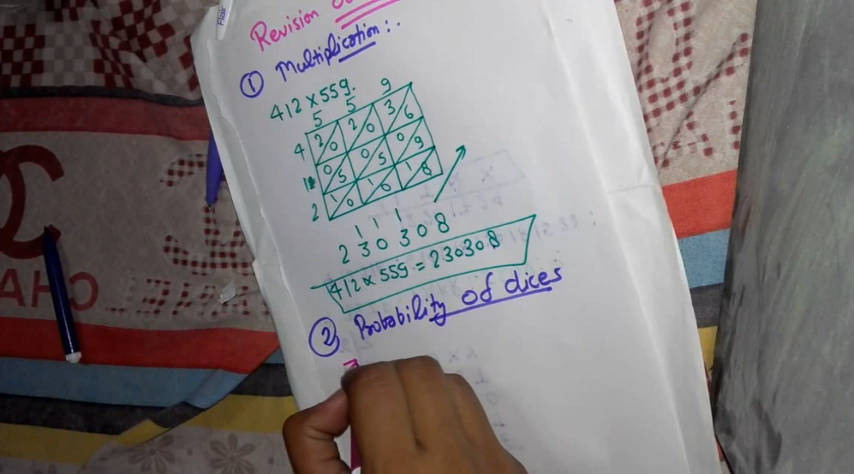 Revision
① Multiplication:.
412 × 559.
5 5 9
4 2/0 2/0 3/6
1 0/5 0/5 0/9
2 1/0 1/0 1/8
1 1 1
2 3 0 3 0 8
412 × 559 = 230308
② Probability of dices